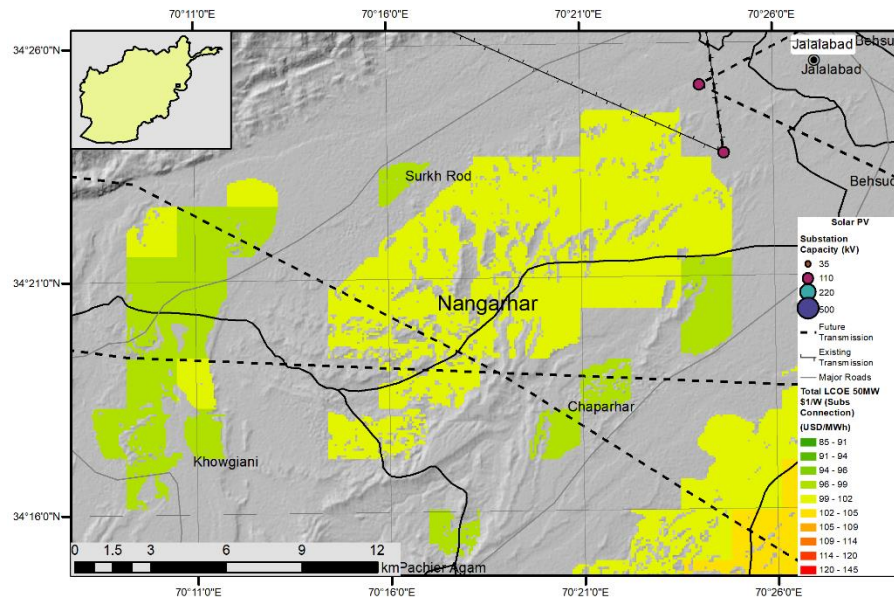 70°11'0"E 70°16'0"E 70°21'0"E 70°26'0"E
34°26'0"N
Jalalabad
Behsu
Jalalabad
Surkh Rod
Behsud
34°21'0"N
Nangarhar
Chaparhar
Khowgiani
34°16'0"N
Solar PV
Substation
Capacity (kV)
35
110
220
500
Future
Transmission
Existing
Transmission
Major Roads
Total LCOE 50MW
$1/W (Subs
Connection)
(USD/MWh)
85 - 91
91 - 94
94 - 96
96 - 99
99 - 102
102 - 105
105 - 109
109 - 114
114 - 120
120 - 145
0 1.5 3 6 9 12
km
Pachier Agam
70°11'0"E 70°16'0"E 70°21'0"E 70°26'0"E